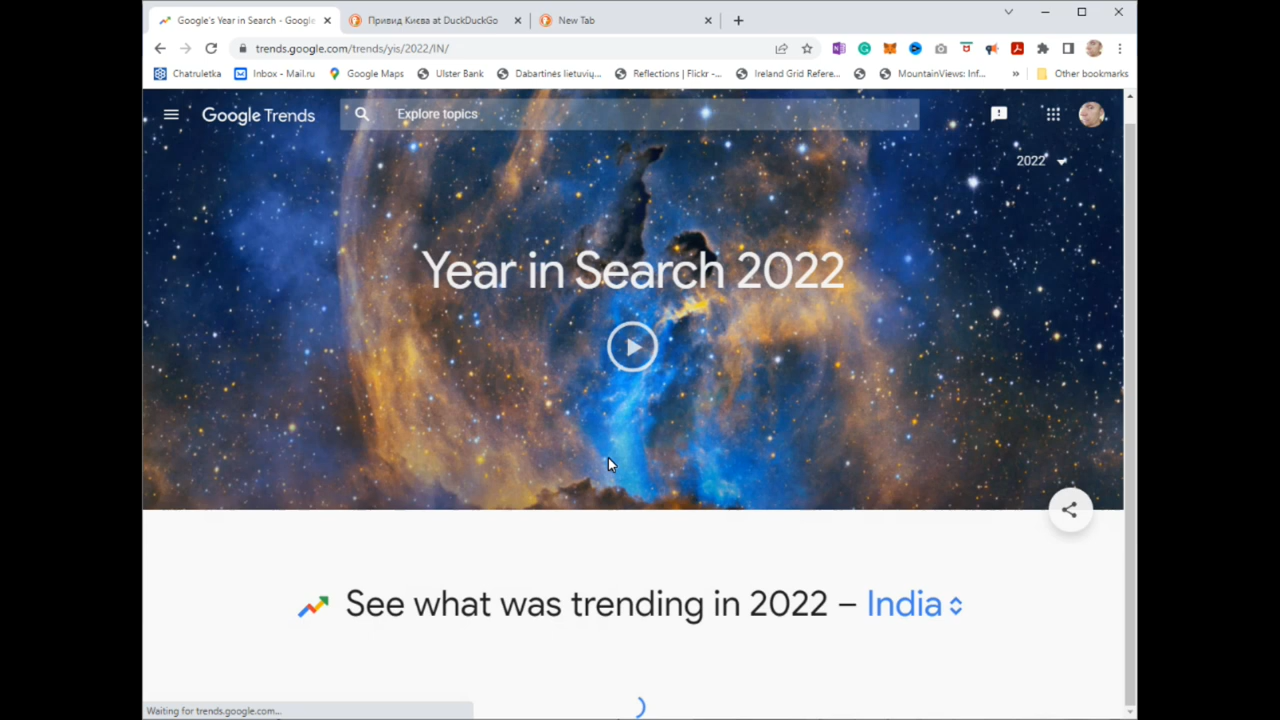 Google's Year in Search - Google
Привид Києва at DuckDuckGo
New Tab
trends.google.com/trends/yis/2022/IN/
Chatruletka
Inbox - Mail.ru
Google Maps
Ulster Bank
Dabartinės lietuvių...
Reflections | Flickr -...
Ireland Grid Refere...
MountainViews: Inf...
»
Other bookmarks
Google Trends
Explore topics
2022
Year in Search 2022
See what was trending in 2022 – India
Waiting for trends.google.com...